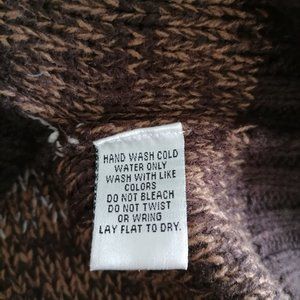 HAND WASH COLD
WATER ONLY
WASH WITH LIKE
COLORS
DO NOT BLEACH
DO NOT TWIST
OR WRING
LAY FLAT TO DRY.